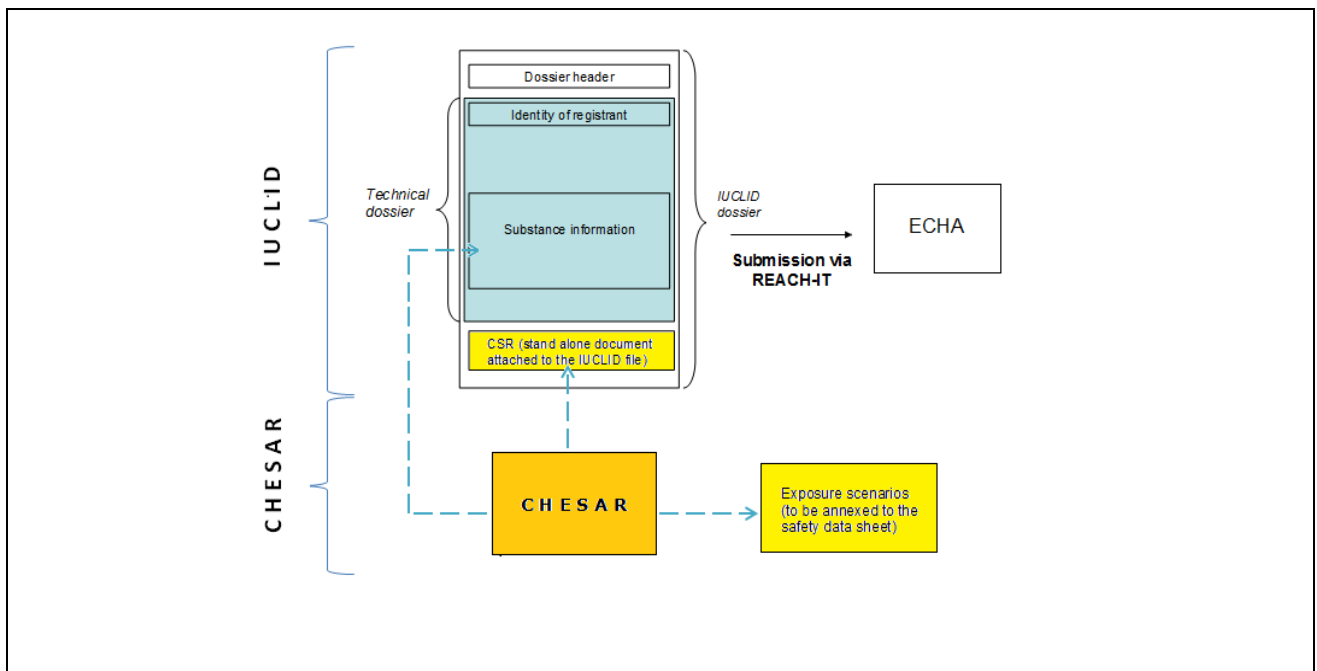 Dossier header
Identity of registrant
IUCLID
Technical
dossier
Substance information
IUCLID
dossier
Submission via
REACH-IT
ECHA
CSR (stand alone document
attached to the IUCLID file)
CHESAR
CHESAR
Exposure scenarios
(to be annexed to the
safety data sheet)